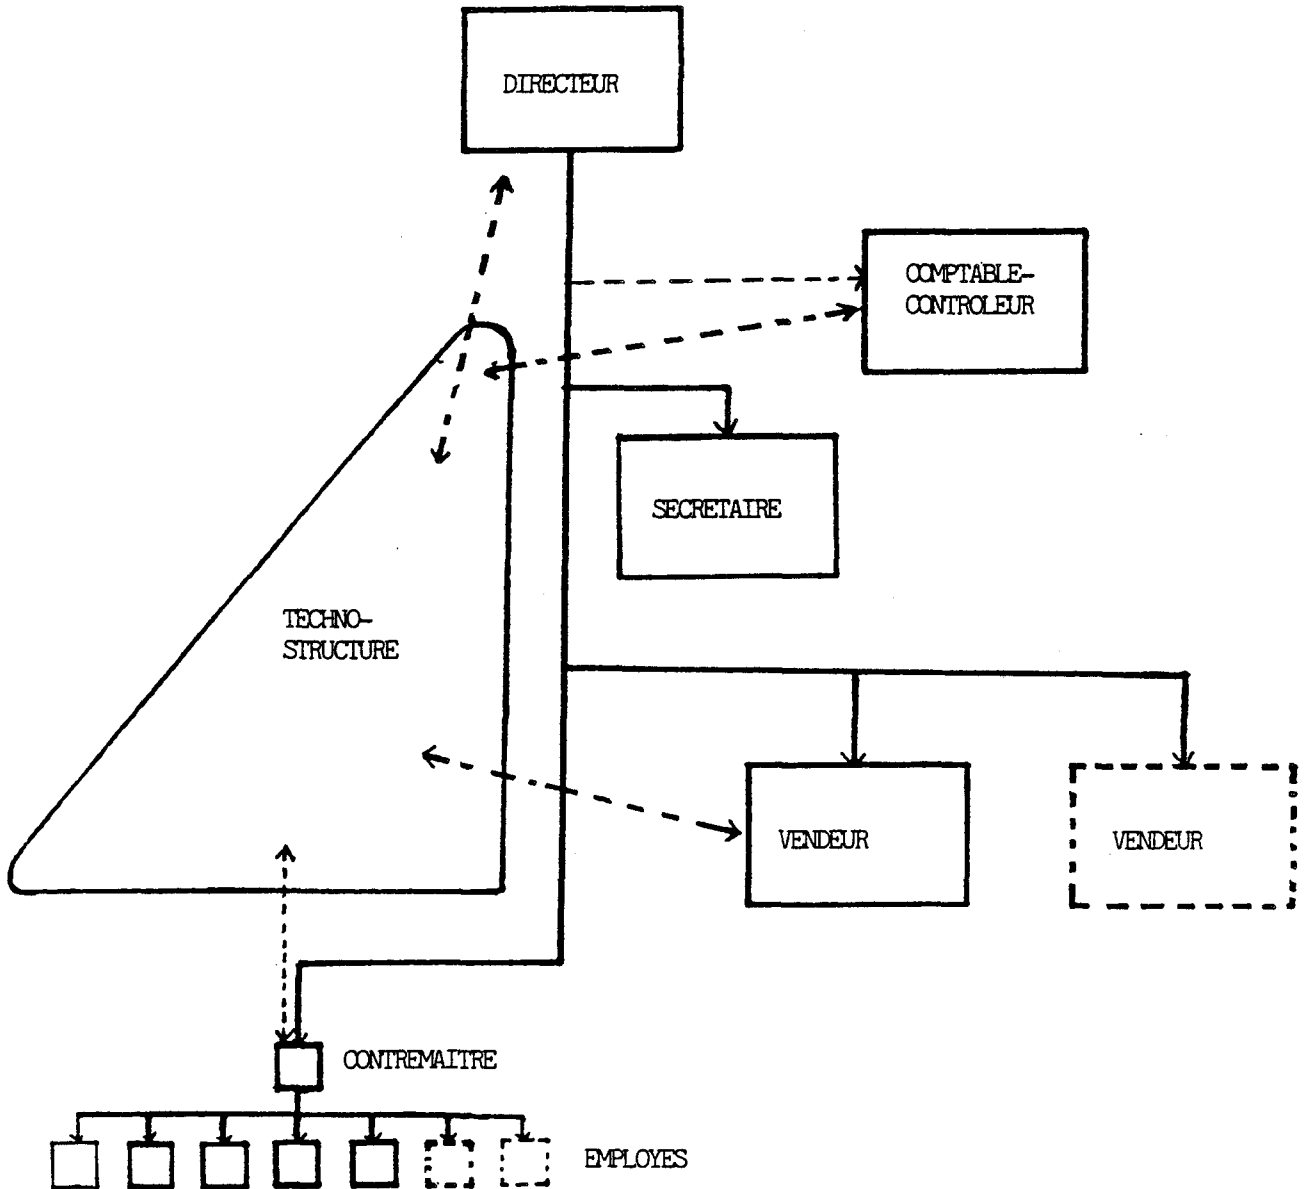 DIRECTEUR
COMPTABLE-
CONTROLEUR
SECRETAIRE
TECHNO-
STRUCTURE
VENDEUR
VENDEUR
CONTREMAITRE
EMPLOYES